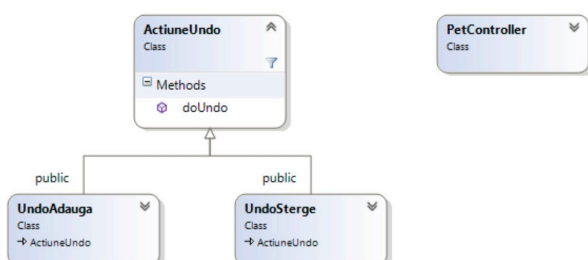 ActiuneUndo
Class
Methods
doUndo
PetController
Class
public
public
UndoAdauga
Class
ActiuneUndo
UndoSterge
Class
ActiuneUndo